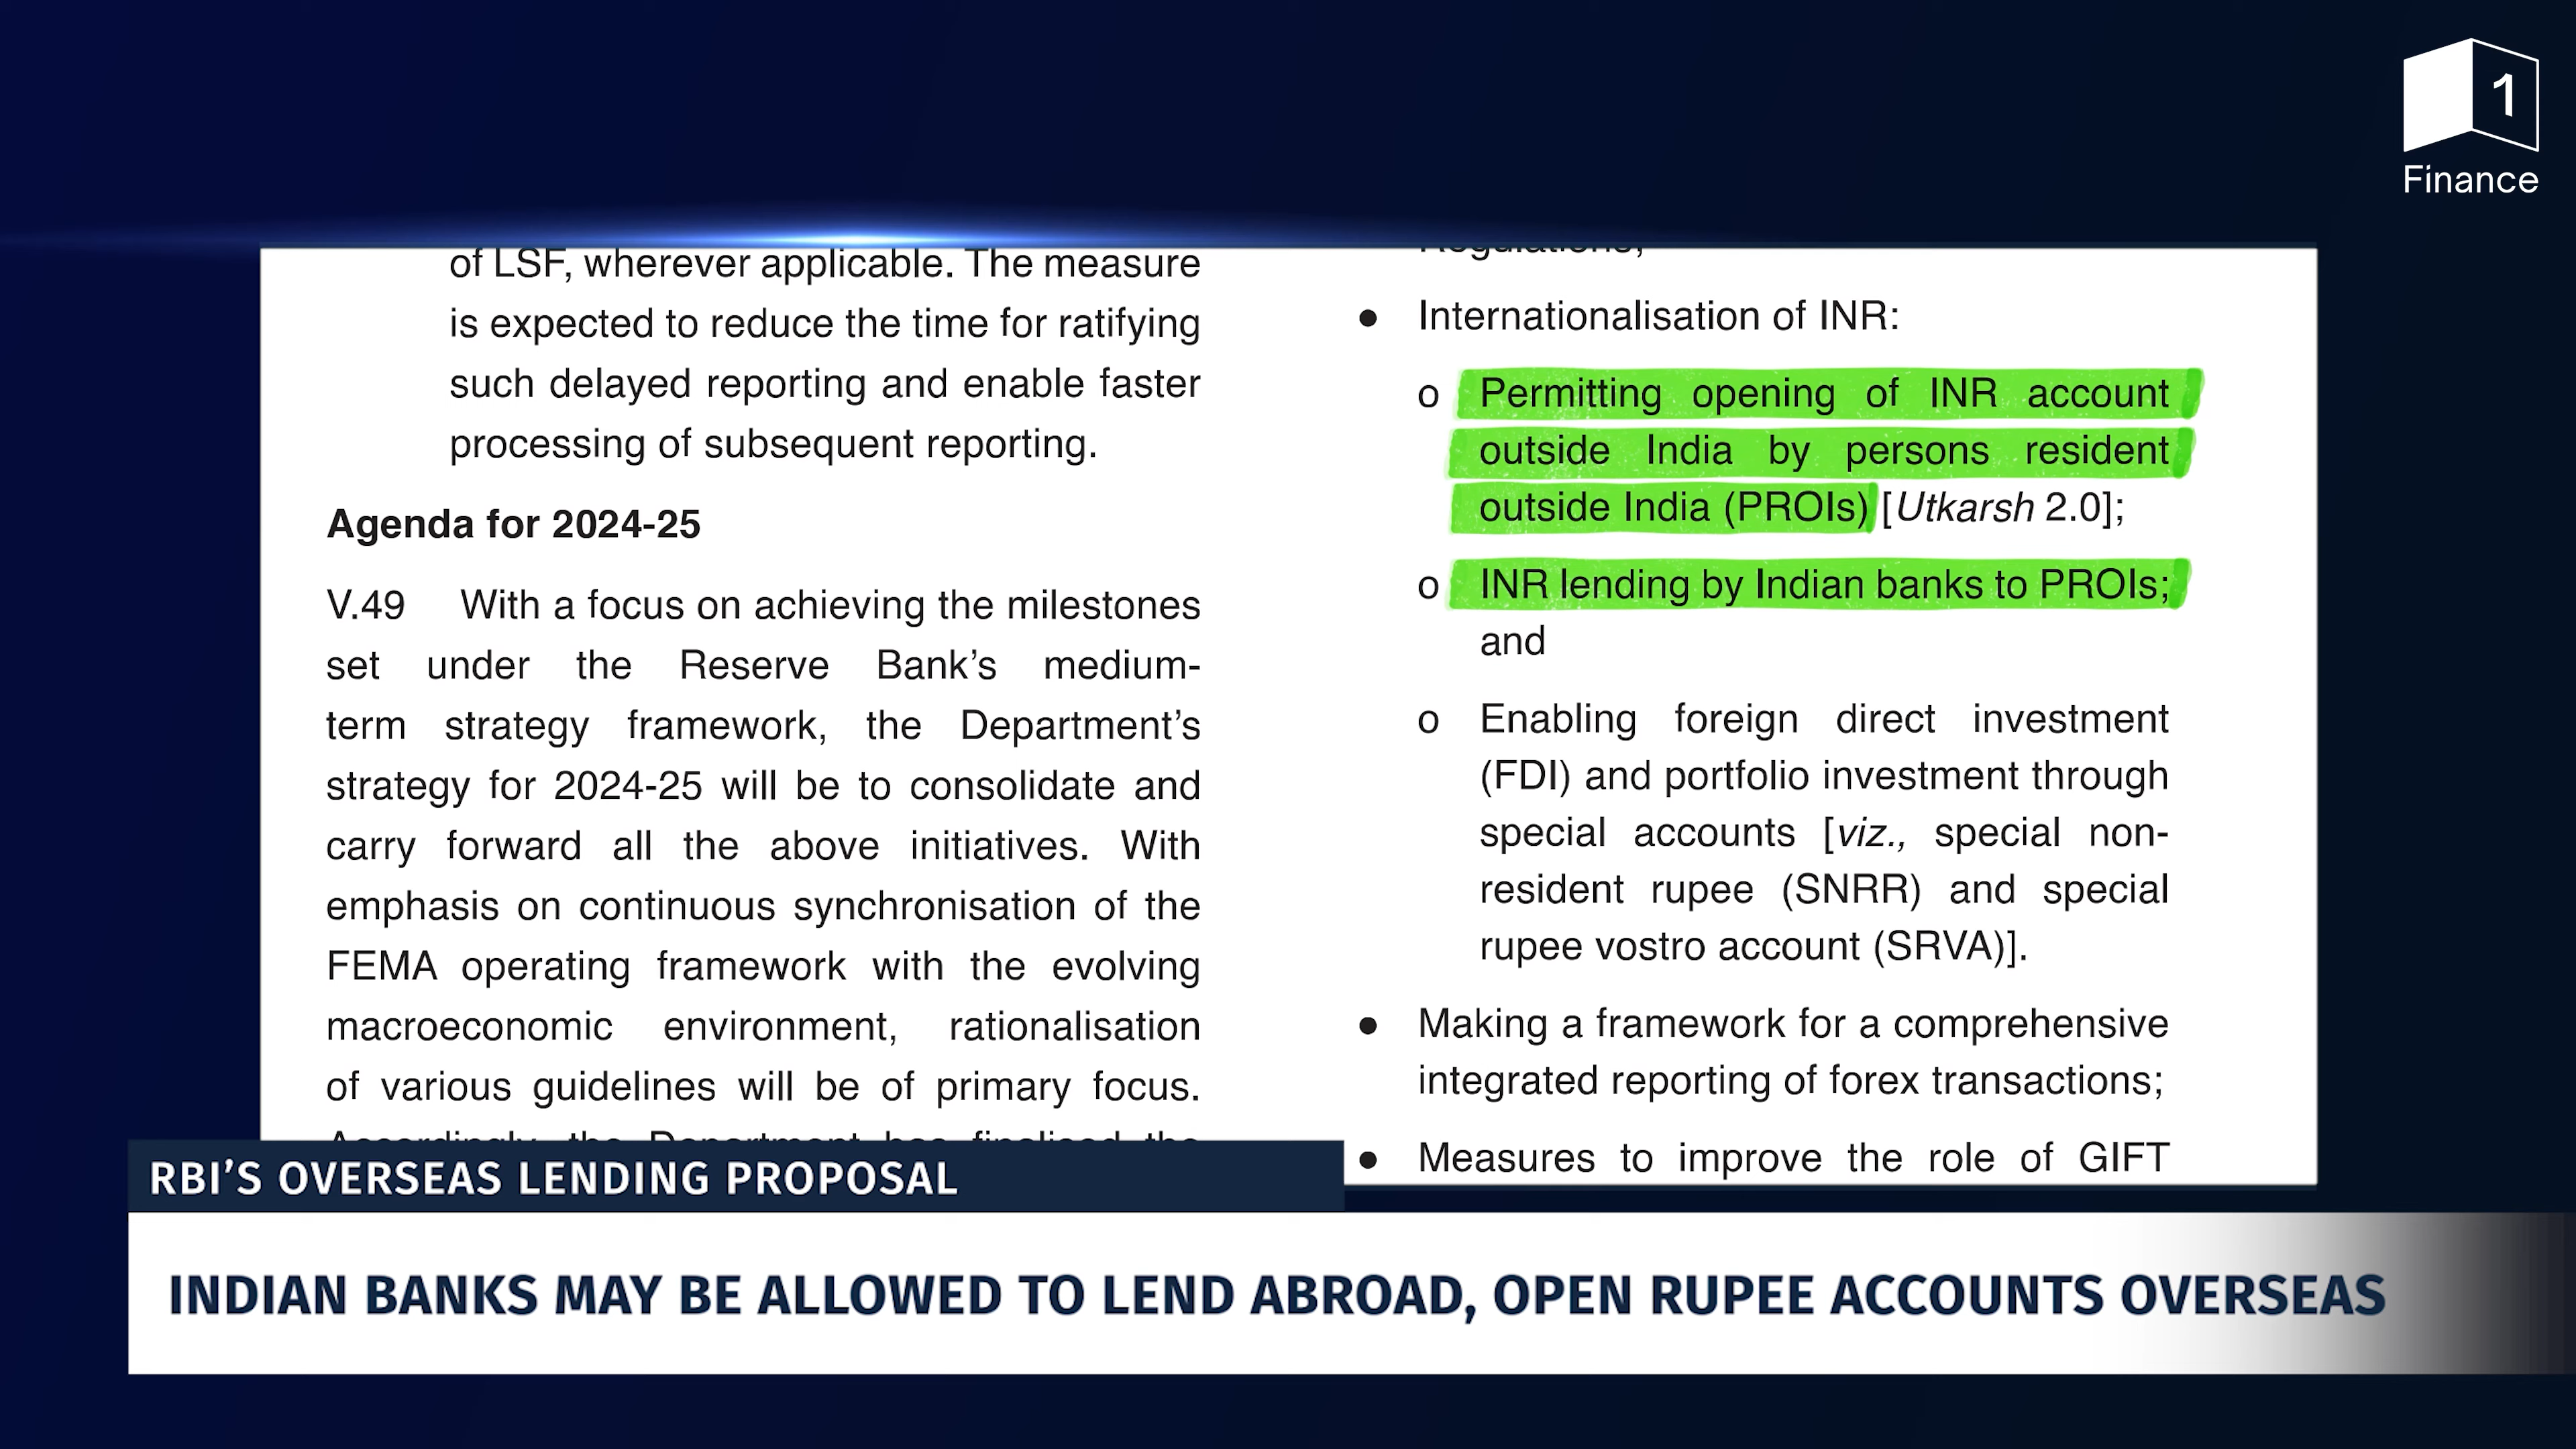 1
Finance
of LSF, wherever applicable. The measure
is expected to reduce the time for ratifying
such delayed reporting and enable faster
processing of subsequent reporting.
Agenda for 2024-25
V.49 With a focus on achieving the milestones
set under the Reserve Bank’s medium-
term strategy framework, the Department’s
strategy for 2024-25 will be to consolidate and
carry forward all the above initiatives. With
emphasis on continuous synchronisation of the
FEMA operating framework with the evolving
macroeconomic environment, rationalisation
of various guidelines will be of primary focus.
Accordingly, the Department has finalised the
Regulations;
● Internationalisation of INR:
o Permitting opening of INR account
outside India by persons resident
outside India (PROIs) [Utkarsh 2.0];
o INR lending by Indian banks to PROIs;
and
o Enabling foreign direct investment
(FDI) and portfolio investment through
special accounts [viz., special non-
resident rupee (SNRR) and special
rupee vostro account (SRVA)].
● Making a framework for a comprehensive
integrated reporting of forex transactions;
● Measures to improve the role of GIFT
RBI’S OVERSEAS LENDING PROPOSAL
INDIAN BANKS MAY BE ALLOWED TO LEND ABROAD, OPEN RUPEE ACCOUNTS OVERSEAS